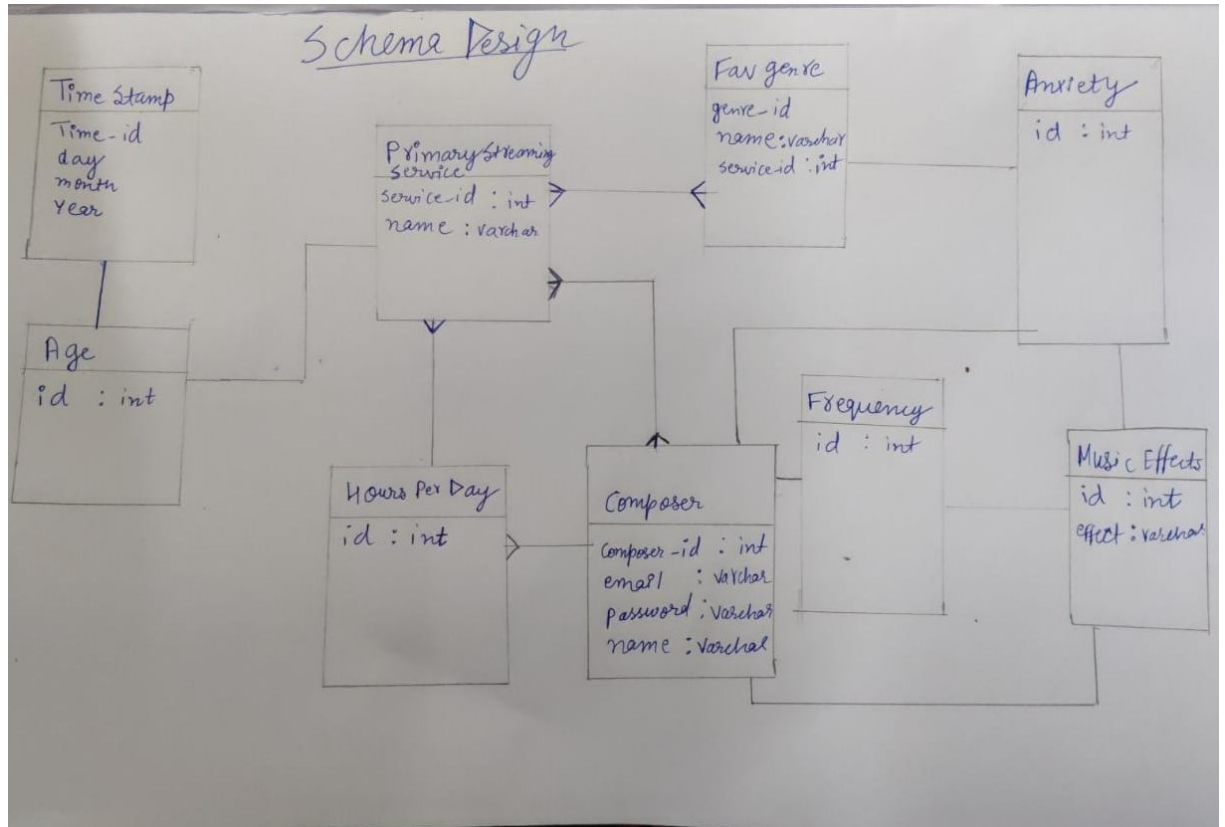 Schema Design
Time Stamp
Time-id
day
month
Year
Primary Streaming
Service
service-id : int
name : varchar
Fav genre
genre-id
name : varchar
service-id : int
Anxiety
id : int
Age
id : int
Hours Per Day
id : int
Composer
composer-id : int
email : varchar
password : varchar
name : varchar
Frequency
id : int
Music Effects
id : int
effect : varchar